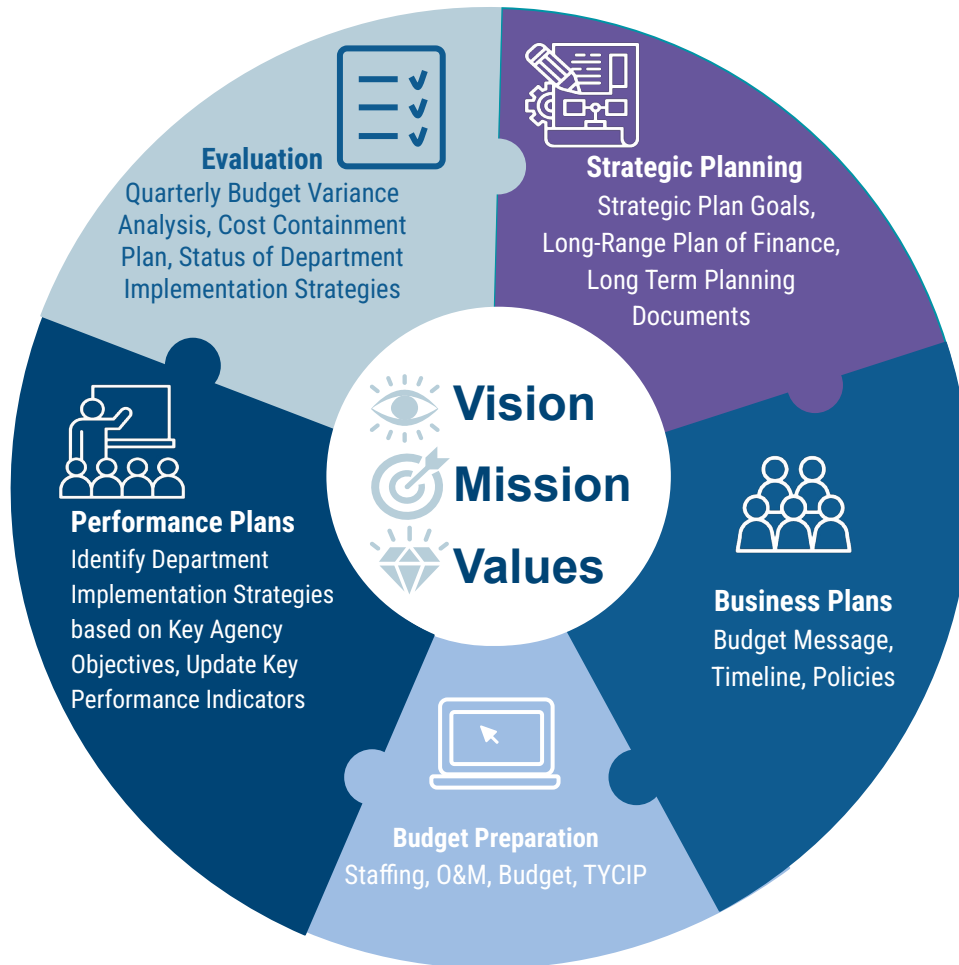 Evaluation
Quarterly Budget Variance
Analysis, Cost Containment
Plan, Status of Department
Implementation Strategies
Strategic Planning
Strategic Plan Goals,
Long-Range Plan of Finance,
Long Term Planning
Documents
Vision
Mission
Values
Performance Plans
Identify Department
Implementation Strategies
based on Key Agency
Objectives, Update Key
Performance Indicators
Business Plans
Budget Message,
Timeline, Policies
Budget Preparation
Staffing, O&M, Budget, TYCIP